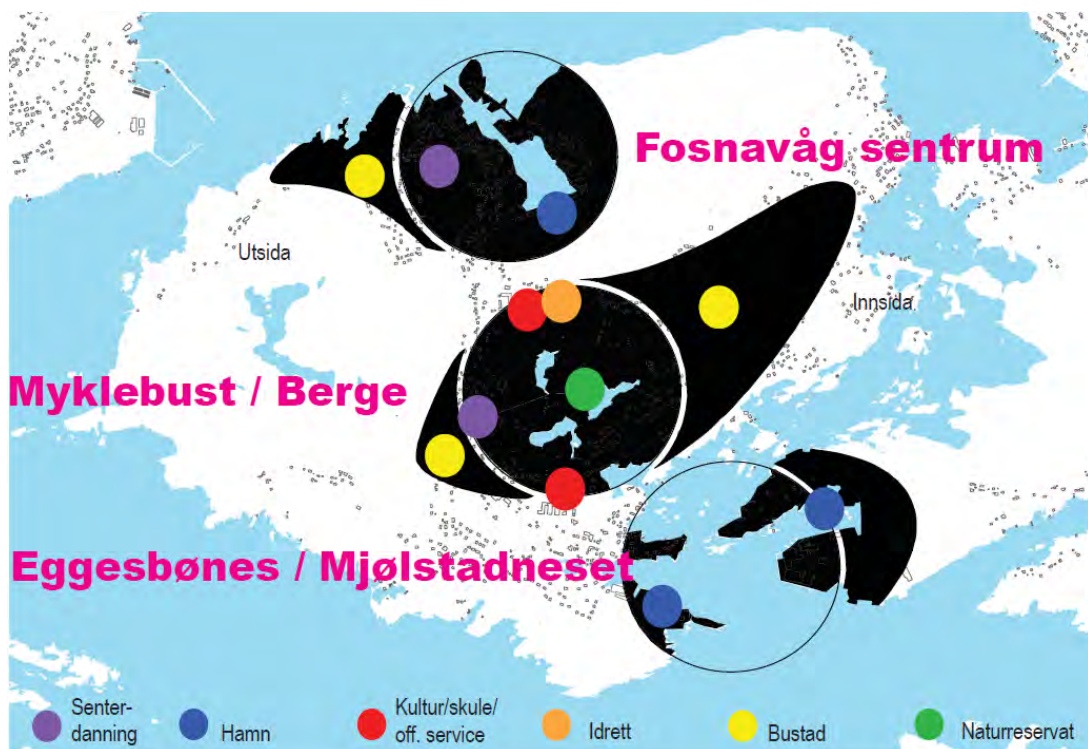 Fosnavåg sentrum
Utsida
Innsida
Myklebust / Berge
Eggesbønes / Mjølstadneset
Senter-
danning
Hamn
Kultur/skule/
off. service
Idrett
Bustad
Naturreservat